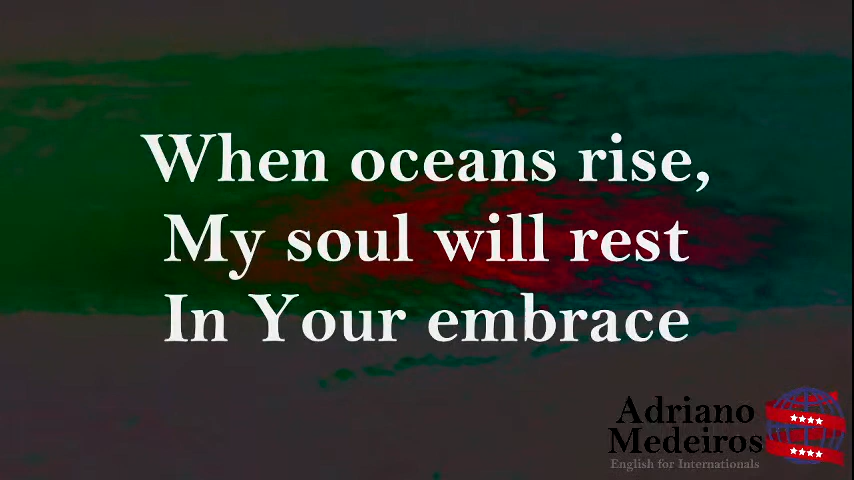 When oceans rise,
My soul will rest
In Your embrace
Adriano
Medeiros
English for Internationals